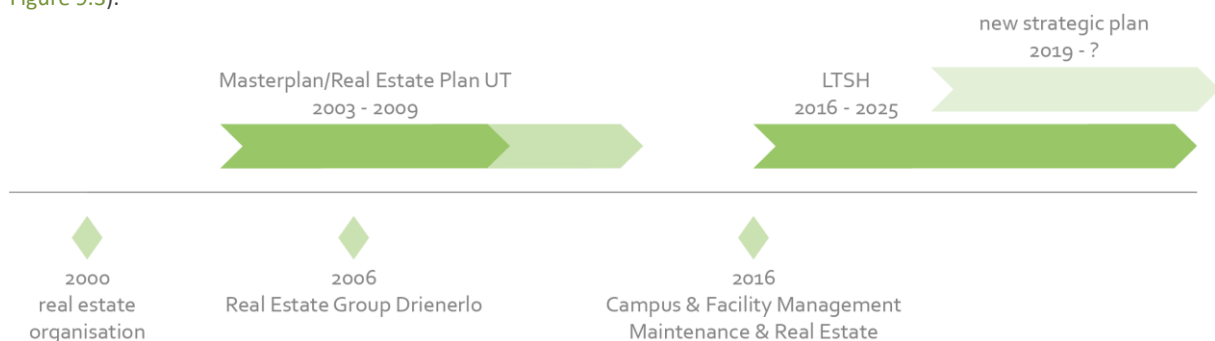 Figure 9.3).
new strategic plan
2019 - ?
Masterplan/Real Estate Plan UT
2003 - 2009
LTSH
2016 - 2025
2000
real estate
organisation
2006
Real Estate Group Drienerlo
2016
Campus & Facility Management
Maintenance & Real Estate